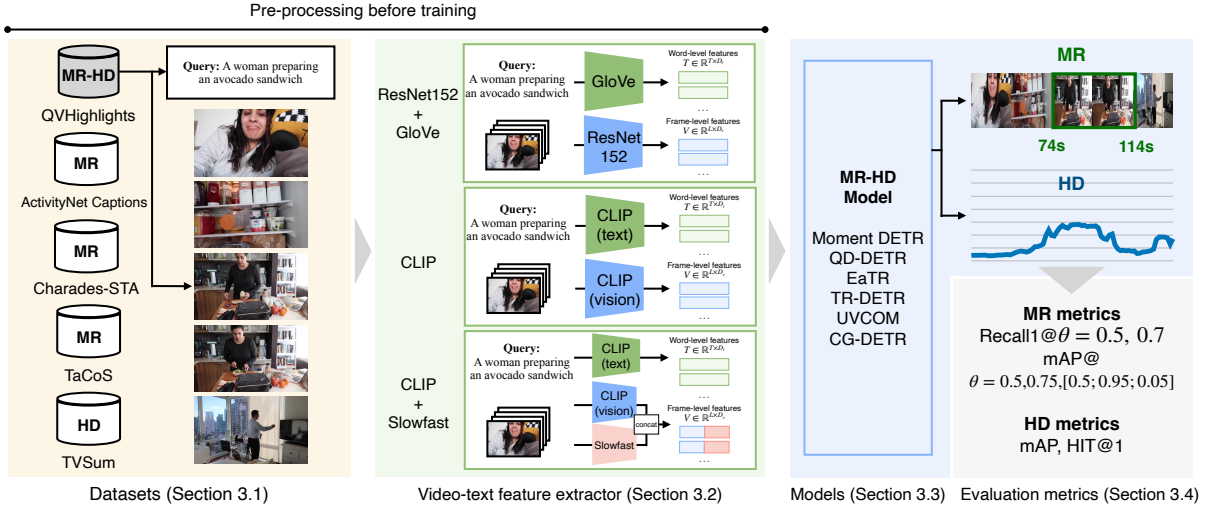 Pre-processing before training
MR-HD
QVHighlights
MR
ActivityNet Captions
MR
Charades-STA
MR
TaCoS
HD
TVSum
Query: A woman preparing
an avocado sandwich
Datasets (Section 3.1)
ResNet152
+
GloVe
Query:
A woman preparing
an avocado sandwich
GloVe
Word-level features
T ∈ ℝ^{T×D_t}
...
ResNet
152
Frame-level features
V ∈ ℝ^{L×D_v}
...
CLIP
Query:
A woman preparing
an avocado sandwich
CLIP
(text)
Word-level features
T ∈ ℝ^{T×D_t}
...
CLIP
(vision)
Frame-level features
V ∈ ℝ^{L×D_v}
...
CLIP
+
Slowfast
Query:
A woman preparing
an avocado sandwich
CLIP
(text)
Word-level features
T ∈ ℝ^{T×D_t}
...
CLIP
(vision)
Slowfast
concat
Frame-level features
V ∈ ℝ^{L×D_v}
...
Video-text feature extractor (Section 3.2)
MR-HD
Model
Moment DETR
QD-DETR
EaTR
TR-DETR
UVCOM
CG-DETR
Models (Section 3.3)
MR
74s
114s
HD
MR metrics
Recall1@θ = 0.5, 0.7
mAP@
θ = 0.5,0.75,[0.5; 0.95; 0.05]
HD metrics
mAP, HIT@1
Evaluation metrics (Section 3.4)